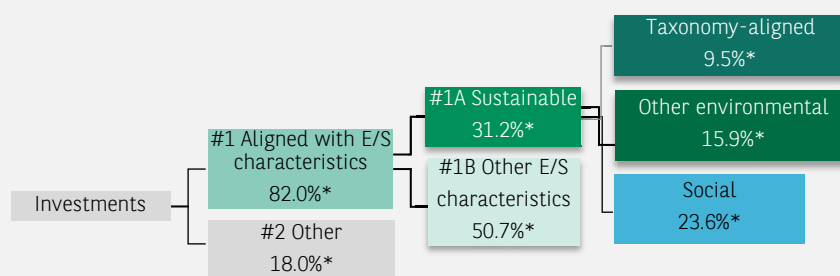 Investments
#1 Aligned with E/S
characteristics
82.0%*
#2 Other
18.0%*
#1A Sustainable
31.2%*
#1B Other E/S
characteristics
50.7%*
Taxonomy-aligned
9.5%*
Other environmental
15.9%*
Social
23.6%*